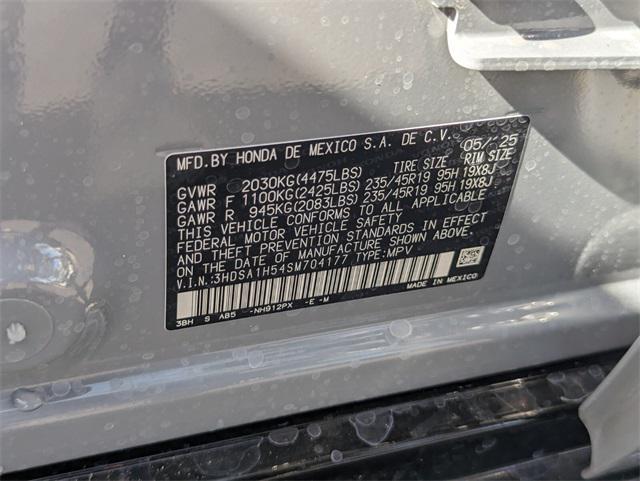 MFD.BY HONDA DE MEXICO S.A. DE C.V. 05/'25
GVWR 2030KG(4475LBS) TIRE SIZE RIM SIZE
GAWR F 1100KG(2425LBS) 235/45R19 95H 19X8J
GAWR R 945KG(2083LBS) 235/45R19 95H 19X8J
THIS VEHICLE CONFORMS TO ALL APPLICABLE
FEDERAL MOTOR VEHICLE SAFETY, BUMPER,
AND THEFT PREVENTION STANDARDS IN EFFECT
ON THE DATE OF MANUFACTURE SHOWN ABOVE.
V.I.N.:3HDSA1H54SM704177 TYPE:MPV
3BH S AB5 -NH912PX -E -M MADE IN MEXICO